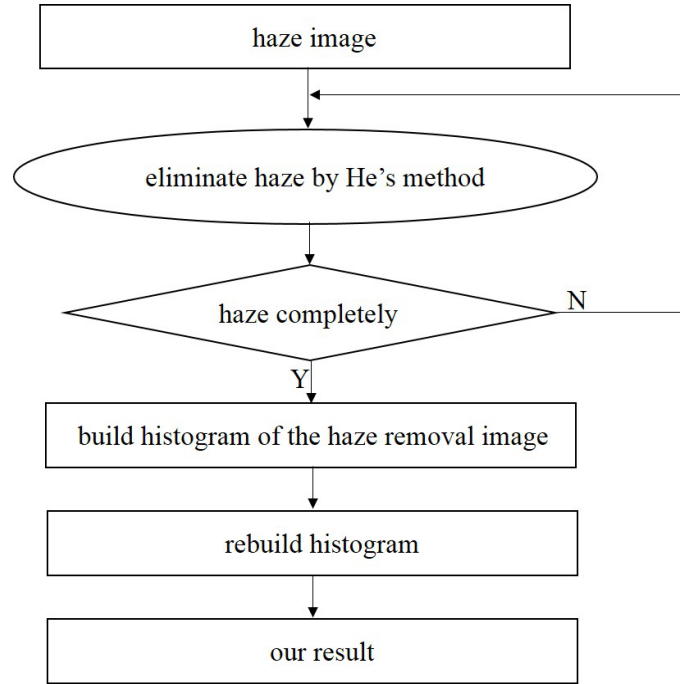 haze image
eliminate haze by He’s method
haze completely
N
Y
build histogram of the haze removal image
rebuild histogram
our result